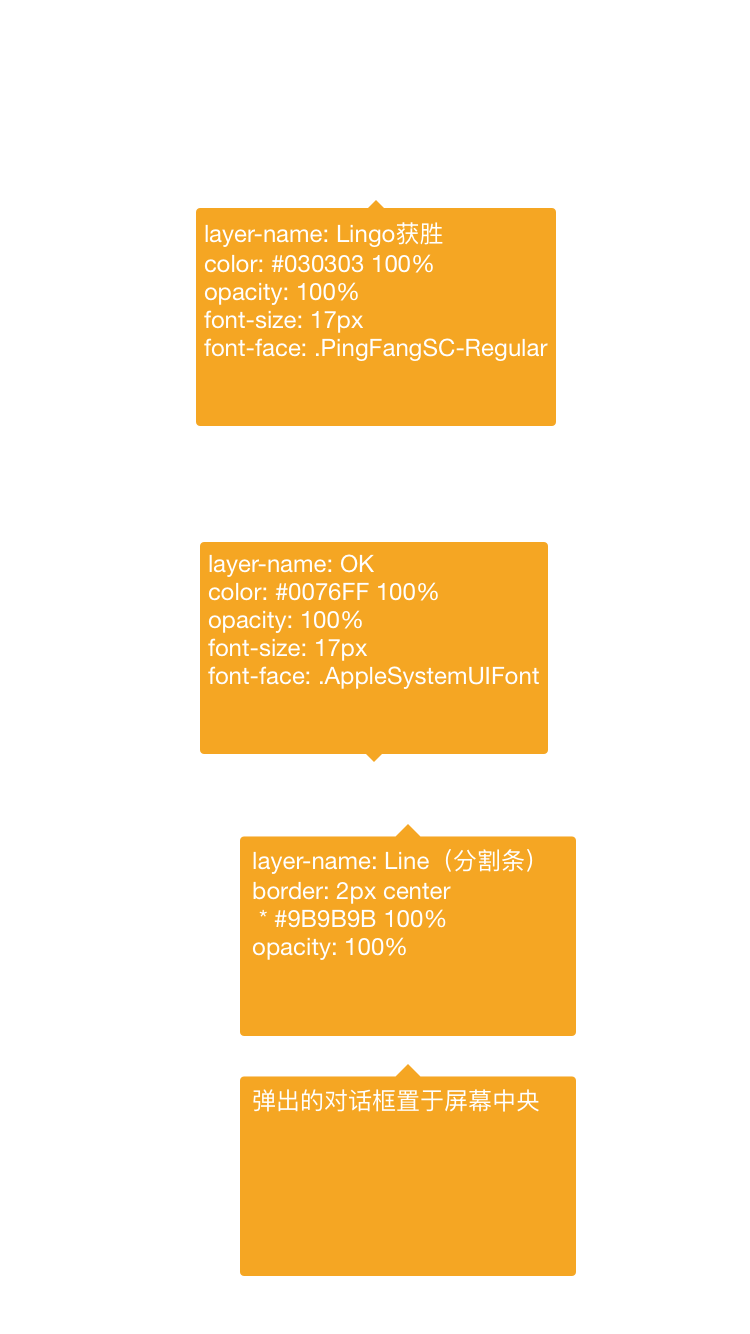 layer-name: Lingo获胜
color: #030303 100%
opacity: 100%
font-size: 17px
font-face: .PingFangSC-Regular
layer-name: OK
color: #0076FF 100%
opacity: 100%
font-size: 17px
font-face: .AppleSystemUIFont
layer-name: Line（分割条）
border: 2px center
* #9B9B9B 100%
opacity: 100%
弹出的对话框置于屏幕中央